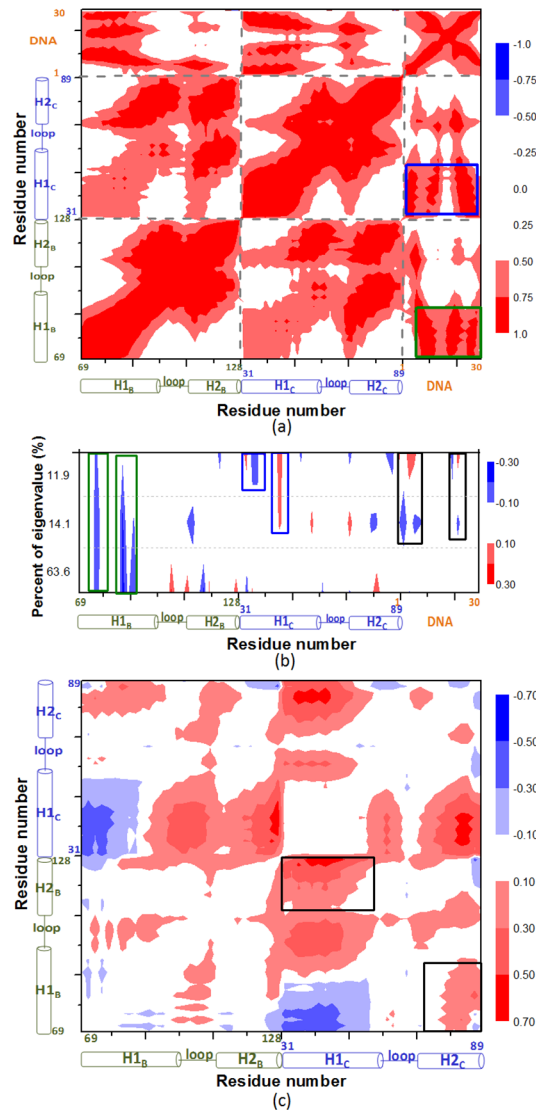 30
DNA
1
89
H2C
loop
H1C
31
128
H2B
loop
H1B
69
Residue number
-1.0
-0.75
-0.50
-0.25
0.0
0.25
0.50
0.75
1.0
69 128 31 89 1 30
H1B loop H2B H1C loop H2C DNA
Residue number
(a)
Percent of eigenvalue (%)
11.9
14.1
63.6
-0.30
-0.10
0.10
0.30
69 128 31 89 1 30
H1B loop H2B H1C loop H2C DNA
Residue number
(b)
89
H2C
loop
H1C
31
128
H2B
loop
H1B
69
Residue number
-0.70
-0.50
-0.30
-0.10
0.10
0.30
0.50
0.70
69 128 31 89
H1B loop H2B H1C loop H2C
Residue number
(c)